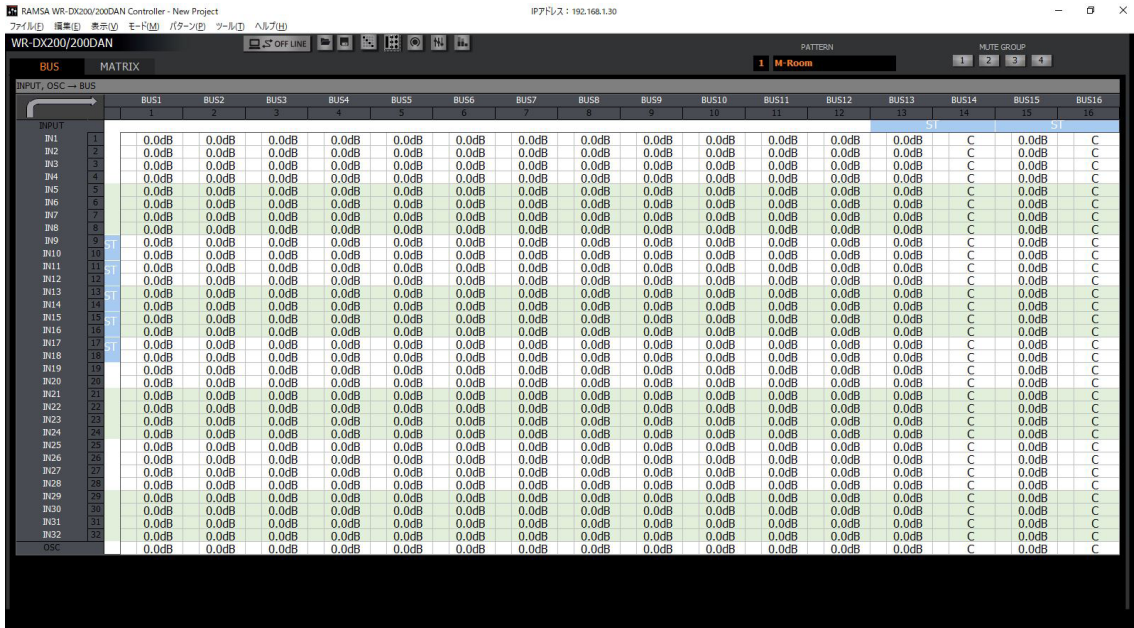 RAMSA WR-DX200/200DAN Controller - New Project IPアドレス : 192.168.1.30
ファイル(F) 編集(E) 表示(V) モード(M) パターン(P) ツール(T) ヘルプ(H)
WR-DX200/200DAN OFF LINE PATTERN MUTE GROUP
1 M-Room 1 2 3 4
BUS MATRIX
INPUT, OSC → BUS
BUS1 BUS2 BUS3 BUS4 BUS5 BUS6 BUS7 BUS8 BUS9 BUS10 BUS11 BUS12 BUS13 BUS14 BUS15 BUS16
1 2 3 4 5 6 7 8 9 10 11 12 13 14 15 16
INPUT ST ST
IN1 1 0.0dB 0.0dB 0.0dB 0.0dB 0.0dB 0.0dB 0.0dB 0.0dB 0.0dB 0.0dB 0.0dB 0.0dB 0.0dB C 0.0dB C
IN2 2 0.0dB 0.0dB 0.0dB 0.0dB 0.0dB 0.0dB 0.0dB 0.0dB 0.0dB 0.0dB 0.0dB 0.0dB 0.0dB C 0.0dB C
IN3 3 0.0dB 0.0dB 0.0dB 0.0dB 0.0dB 0.0dB 0.0dB 0.0dB 0.0dB 0.0dB 0.0dB 0.0dB 0.0dB C 0.0dB C
IN4 4 0.0dB 0.0dB 0.0dB 0.0dB 0.0dB 0.0dB 0.0dB 0.0dB 0.0dB 0.0dB 0.0dB 0.0dB 0.0dB C 0.0dB C
IN5 5 0.0dB 0.0dB 0.0dB 0.0dB 0.0dB 0.0dB 0.0dB 0.0dB 0.0dB 0.0dB 0.0dB 0.0dB 0.0dB C 0.0dB C
IN6 6 0.0dB 0.0dB 0.0dB 0.0dB 0.0dB 0.0dB 0.0dB 0.0dB 0.0dB 0.0dB 0.0dB 0.0dB 0.0dB C 0.0dB C
IN7 7 0.0dB 0.0dB 0.0dB 0.0dB 0.0dB 0.0dB 0.0dB 0.0dB 0.0dB 0.0dB 0.0dB 0.0dB 0.0dB C 0.0dB C
IN8 8 0.0dB 0.0dB 0.0dB 0.0dB 0.0dB 0.0dB 0.0dB 0.0dB 0.0dB 0.0dB 0.0dB 0.0dB 0.0dB C 0.0dB C
IN9 9 ST 0.0dB 0.0dB 0.0dB 0.0dB 0.0dB 0.0dB 0.0dB 0.0dB 0.0dB 0.0dB 0.0dB 0.0dB 0.0dB C 0.0dB C
IN10 10 0.0dB 0.0dB 0.0dB 0.0dB 0.0dB 0.0dB 0.0dB 0.0dB 0.0dB 0.0dB 0.0dB 0.0dB 0.0dB C 0.0dB C
IN11 11 ST 0.0dB 0.0dB 0.0dB 0.0dB 0.0dB 0.0dB 0.0dB 0.0dB 0.0dB 0.0dB 0.0dB 0.0dB 0.0dB C 0.0dB C
IN12 12 0.0dB 0.0dB 0.0dB 0.0dB 0.0dB 0.0dB 0.0dB 0.0dB 0.0dB 0.0dB 0.0dB 0.0dB 0.0dB C 0.0dB C
IN13 13 ST 0.0dB 0.0dB 0.0dB 0.0dB 0.0dB 0.0dB 0.0dB 0.0dB 0.0dB 0.0dB 0.0dB 0.0dB 0.0dB C 0.0dB C
IN14 14 0.0dB 0.0dB 0.0dB 0.0dB 0.0dB 0.0dB 0.0dB 0.0dB 0.0dB 0.0dB 0.0dB 0.0dB 0.0dB C 0.0dB C
IN15 15 ST 0.0dB 0.0dB 0.0dB 0.0dB 0.0dB 0.0dB 0.0dB 0.0dB 0.0dB 0.0dB 0.0dB 0.0dB 0.0dB C 0.0dB C
IN16 16 0.0dB 0.0dB 0.0dB 0.0dB 0.0dB 0.0dB 0.0dB 0.0dB 0.0dB 0.0dB 0.0dB 0.0dB 0.0dB C 0.0dB C
IN17 17 ST 0.0dB 0.0dB 0.0dB 0.0dB 0.0dB 0.0dB 0.0dB 0.0dB 0.0dB 0.0dB 0.0dB 0.0dB 0.0dB C 0.0dB C
IN18 18 0.0dB 0.0dB 0.0dB 0.0dB 0.0dB 0.0dB 0.0dB 0.0dB 0.0dB 0.0dB 0.0dB 0.0dB 0.0dB C 0.0dB C
IN19 19 0.0dB 0.0dB 0.0dB 0.0dB 0.0dB 0.0dB 0.0dB 0.0dB 0.0dB 0.0dB 0.0dB 0.0dB 0.0dB C 0.0dB C
IN20 20 0.0dB 0.0dB 0.0dB 0.0dB 0.0dB 0.0dB 0.0dB 0.0dB 0.0dB 0.0dB 0.0dB 0.0dB 0.0dB C 0.0dB C
IN21 21 0.0dB 0.0dB 0.0dB 0.0dB 0.0dB 0.0dB 0.0dB 0.0dB 0.0dB 0.0dB 0.0dB 0.0dB 0.0dB C 0.0dB C
IN22 22 0.0dB 0.0dB 0.0dB 0.0dB 0.0dB 0.0dB 0.0dB 0.0dB 0.0dB 0.0dB 0.0dB 0.0dB 0.0dB C 0.0dB C
IN23 23 0.0dB 0.0dB 0.0dB 0.0dB 0.0dB 0.0dB 0.0dB 0.0dB 0.0dB 0.0dB 0.0dB 0.0dB 0.0dB C 0.0dB C
IN24 24 0.0dB 0.0dB 0.0dB 0.0dB 0.0dB 0.0dB 0.0dB 0.0dB 0.0dB 0.0dB 0.0dB 0.0dB 0.0dB C 0.0dB C
IN25 25 0.0dB 0.0dB 0.0dB 0.0dB 0.0dB 0.0dB 0.0dB 0.0dB 0.0dB 0.0dB 0.0dB 0.0dB 0.0dB C 0.0dB C
IN26 26 0.0dB 0.0dB 0.0dB 0.0dB 0.0dB 0.0dB 0.0dB 0.0dB 0.0dB 0.0dB 0.0dB 0.0dB 0.0dB C 0.0dB C
IN27 27 0.0dB 0.0dB 0.0dB 0.0dB 0.0dB 0.0dB 0.0dB 0.0dB 0.0dB 0.0dB 0.0dB 0.0dB 0.0dB C 0.0dB C
IN28 28 0.0dB 0.0dB 0.0dB 0.0dB 0.0dB 0.0dB 0.0dB 0.0dB 0.0dB 0.0dB 0.0dB 0.0dB 0.0dB C 0.0dB C
IN29 29 0.0dB 0.0dB 0.0dB 0.0dB 0.0dB 0.0dB 0.0dB 0.0dB 0.0dB 0.0dB 0.0dB 0.0dB 0.0dB C 0.0dB C
IN30 30 0.0dB 0.0dB 0.0dB 0.0dB 0.0dB 0.0dB 0.0dB 0.0dB 0.0dB 0.0dB 0.0dB 0.0dB 0.0dB C 0.0dB C
IN31 31 0.0dB 0.0dB 0.0dB 0.0dB 0.0dB 0.0dB 0.0dB 0.0dB 0.0dB 0.0dB 0.0dB 0.0dB 0.0dB C 0.0dB C
IN32 32 0.0dB 0.0dB 0.0dB 0.0dB 0.0dB 0.0dB 0.0dB 0.0dB 0.0dB 0.0dB 0.0dB 0.0dB 0.0dB C 0.0dB C
OSC 0.0dB 0.0dB 0.0dB 0.0dB 0.0dB 0.0dB 0.0dB 0.0dB 0.0dB 0.0dB 0.0dB 0.0dB 0.0dB C 0.0dB C